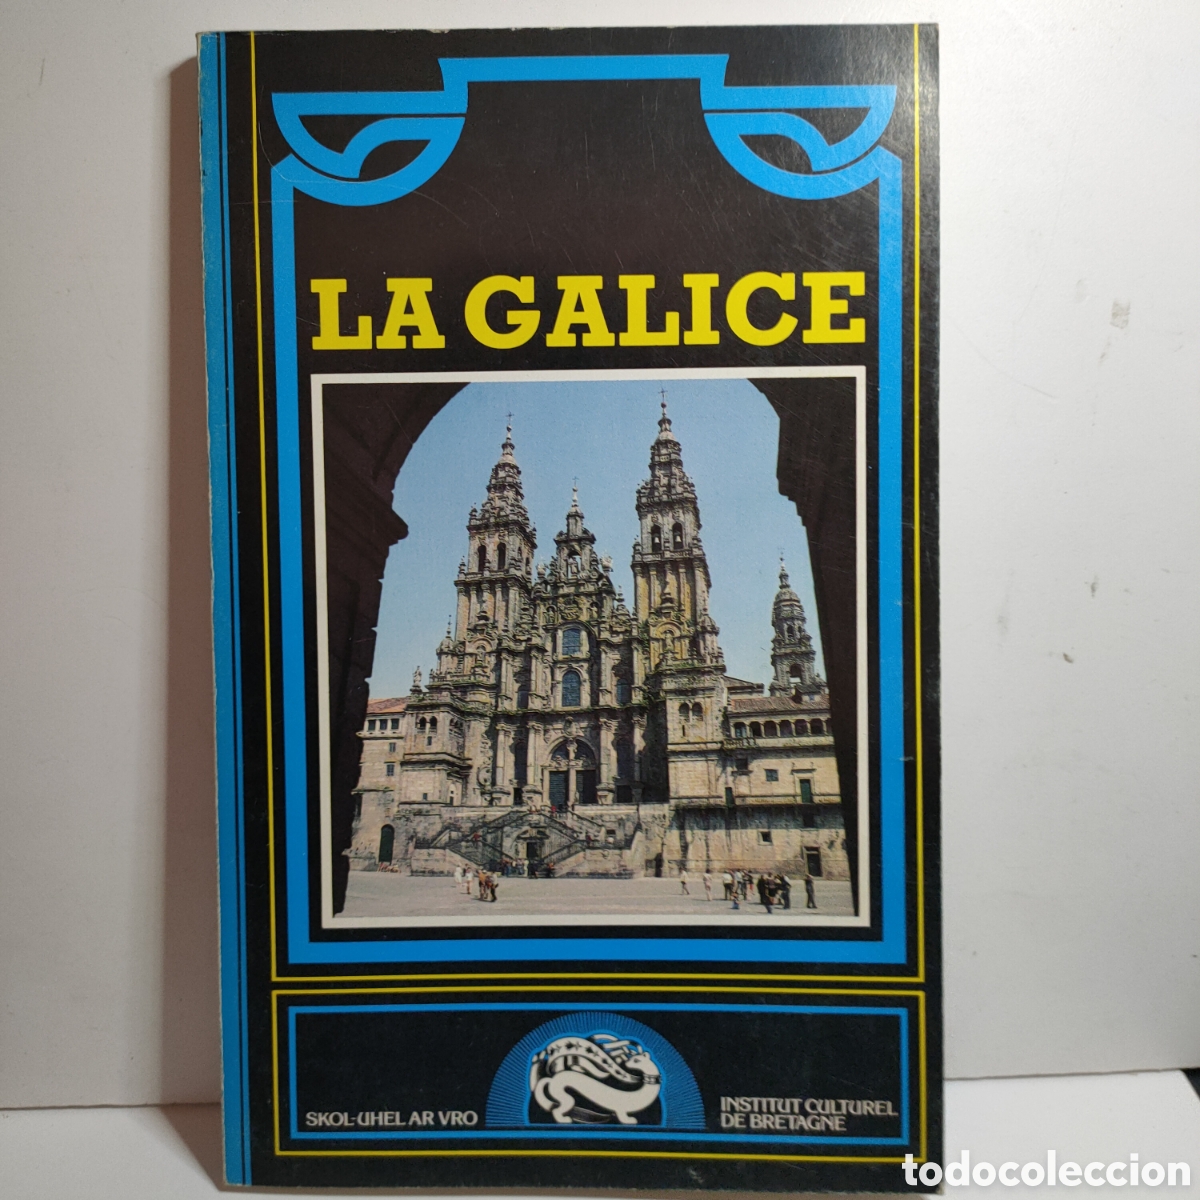 LA GALICE
SKOL-UHEL AR VRO
INSTITUT CULTUREL
DE BRETAGNE
todocoleccion